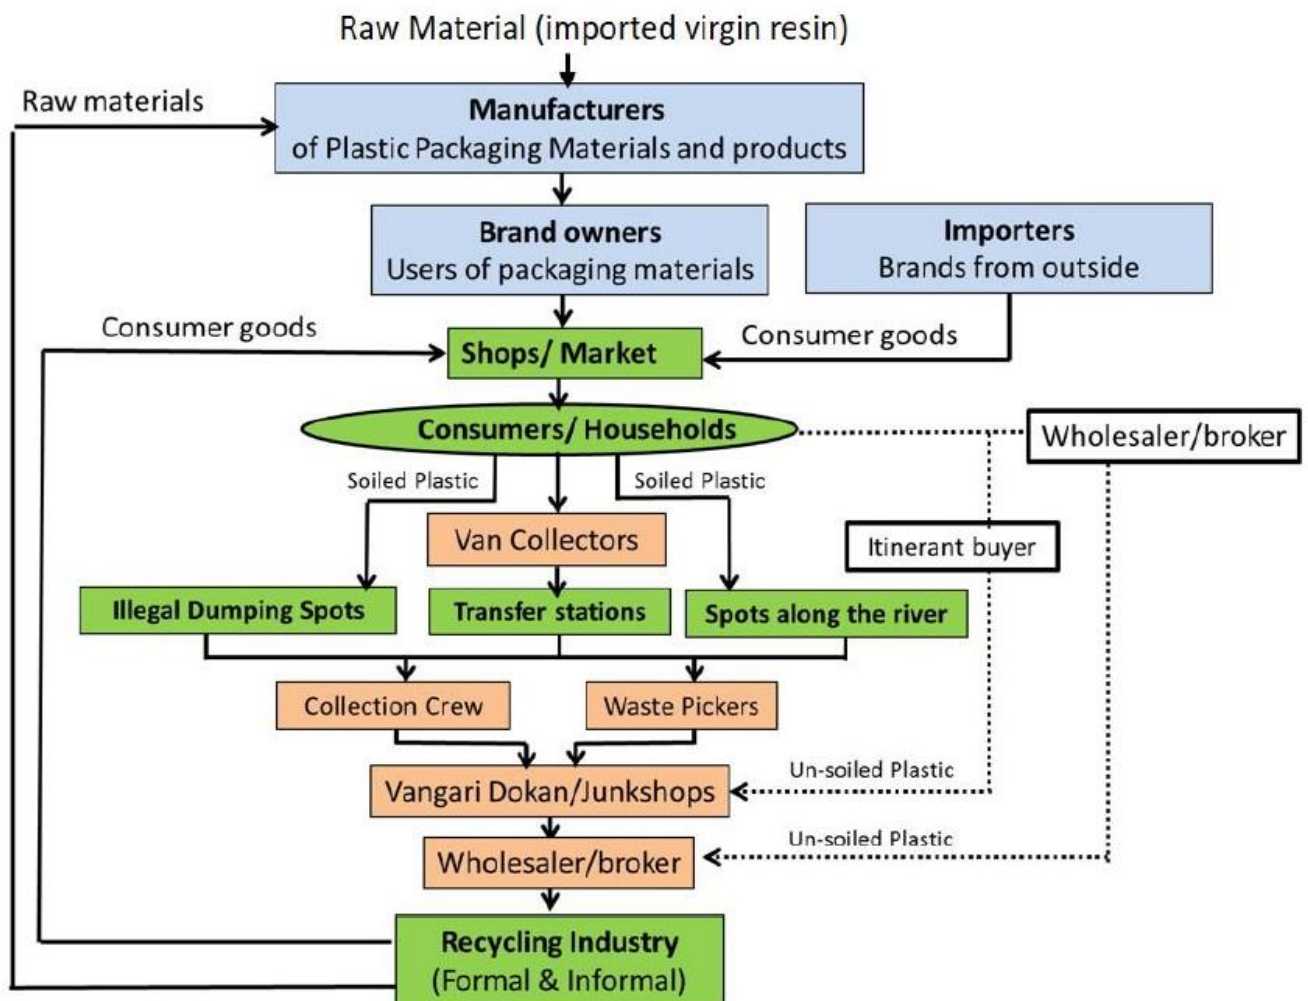 Raw Material (imported virgin resin)
Raw materials
Manufacturers
of Plastic Packaging Materials and products
Brand owners
Users of packaging materials
Importers
Brands from outside
Consumer goods
Shops/ Market
Consumer goods
Consumers/ Households
Wholesaler/broker
Soiled Plastic
Soiled Plastic
Van Collectors
Itinerant buyer
Illegal Dumping Spots
Transfer stations
Spots along the river
Collection Crew
Waste Pickers
Un-soiled Plastic
Vangari Dokan/Junkshops
Un-soiled Plastic
Wholesaler/broker
Recycling Industry
(Formal & Informal)